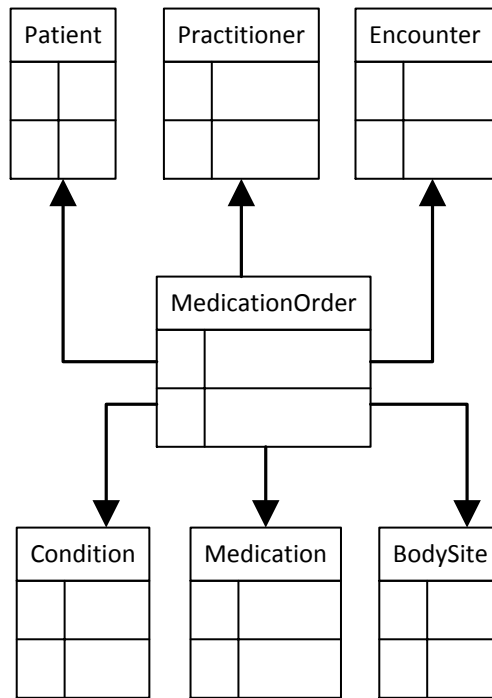 Patient
Practitioner
Encounter
MedicationOrder
Condition
Medication
BodySite